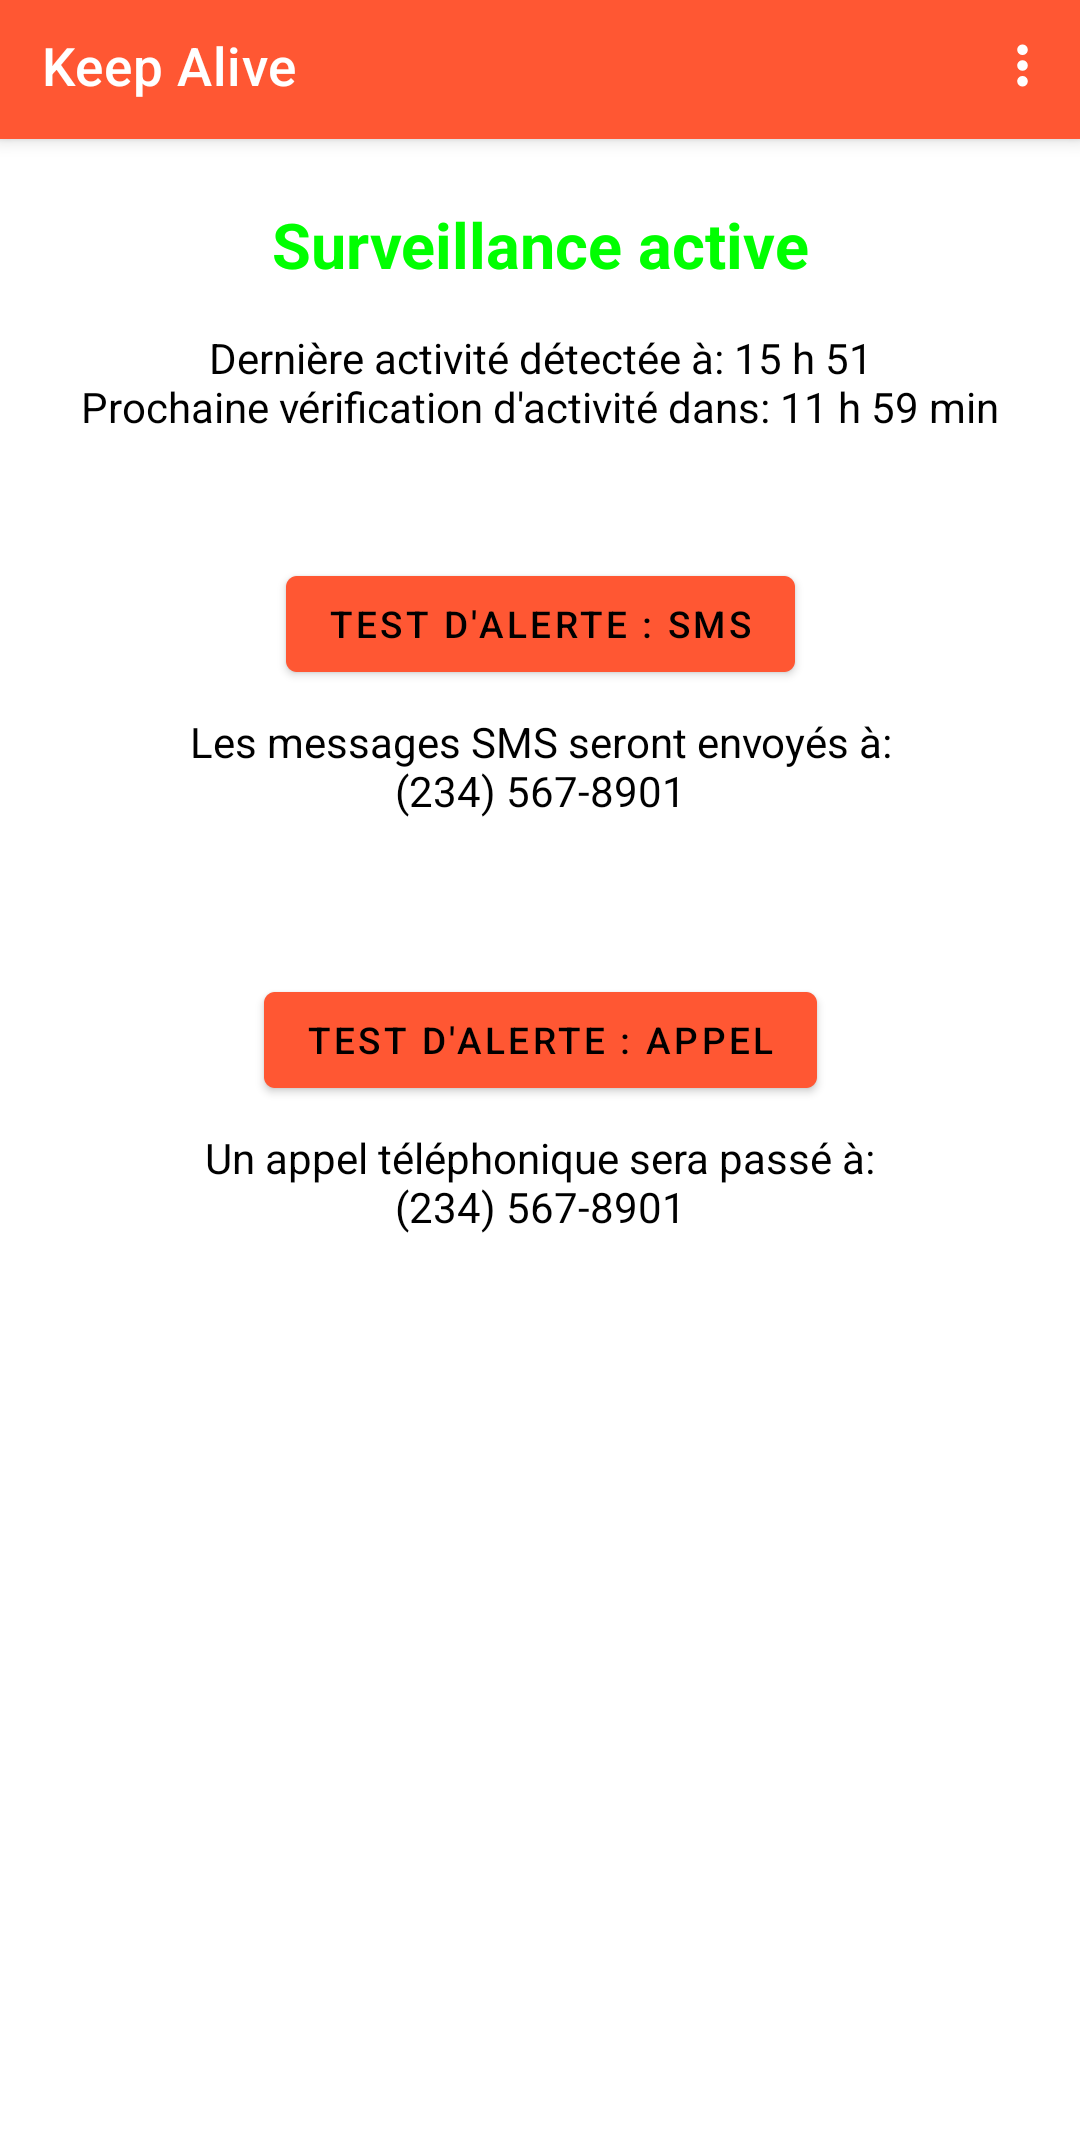 Keep Alive
Surveillance active
Dernière activité détectée à: 15 h 51
Prochaine vérification d'activité dans: 11 h 59 min
TEST D'ALERTE : SMS
Les messages SMS seront envoyés à:
(234) 567-8901
TEST D'ALERTE : APPEL
Un appel téléphonique sera passé à:
(234) 567-8901